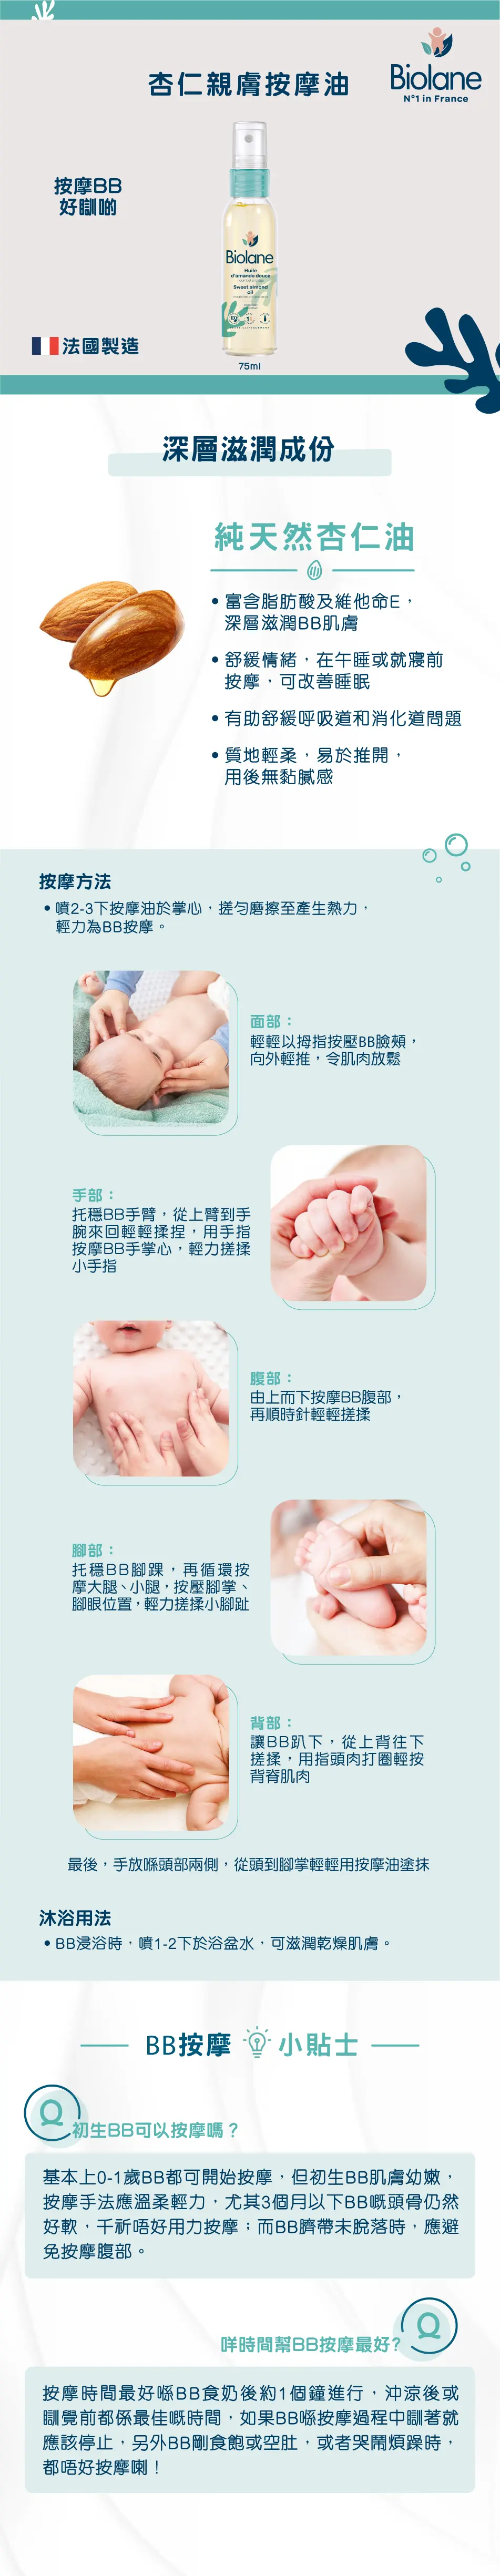 杏仁親膚按摩油
Biolane
N°1 in France
按摩BB
好瞓啲
Biolane
Huile
d'amande douce
Sweet almond
oil
法國製造
75ml
深層滋潤成份
純天然杏仁油
• 富含脂肪酸及維他命E，
深層滋潤BB肌膚
• 舒緩情緒，在午睡或就寢前
按摩，可改善睡眠
• 有助舒緩呼吸道和消化道問題
• 質地輕柔，易於推開，
用後無黏膩感
按摩方法
• 噴2-3下按摩油於掌心，搓勻磨擦至產生熱力，
輕力為BB按摩。
面部：
輕輕以拇指按壓BB臉頰，
向外輕推，令肌肉放鬆
手部：
托穩BB手臂，從上臂到手
腕來回輕輕揉捏，用手指
按摩BB手掌心，輕力搓揉
小手指
腹部：
由上而下按摩BB腹部，
再順時針輕輕搓揉
腳部：
托穩BB腳踝，再循環按
摩大腿、小腿，按壓腳掌、
腳眼位置，輕力搓揉小腳趾
背部：
讓BB趴下，從上背往下
搓揉，用指頭肉打圈輕按
背脊肌肉
最後，手放喺頭部兩側，從頭到腳掌輕輕用按摩油塗抹
沐浴用法
• BB浸浴時，噴1-2下於浴盆水，可滋潤乾燥肌膚。
BB按摩 小貼士
Q
初生BB可以按摩嗎？
基本上0-1歲BB都可開始按摩，但初生BB肌膚幼嫩，
按摩手法應溫柔輕力，尤其3個月以下BB嘅頭骨仍然
好軟，千祈唔好用力按摩；而BB臍帶未脫落時，應避
免按摩腹部。
Q
咩時間幫BB按摩最好?
按摩時間最好喺BB食奶後約1個鐘進行，沖涼後或
瞓覺前都係最佳嘅時間，如果BB喺按摩過程中瞓著就
應該停止，另外BB剛食飽或空肚，或者哭鬧煩躁時，
都唔好按摩喇！